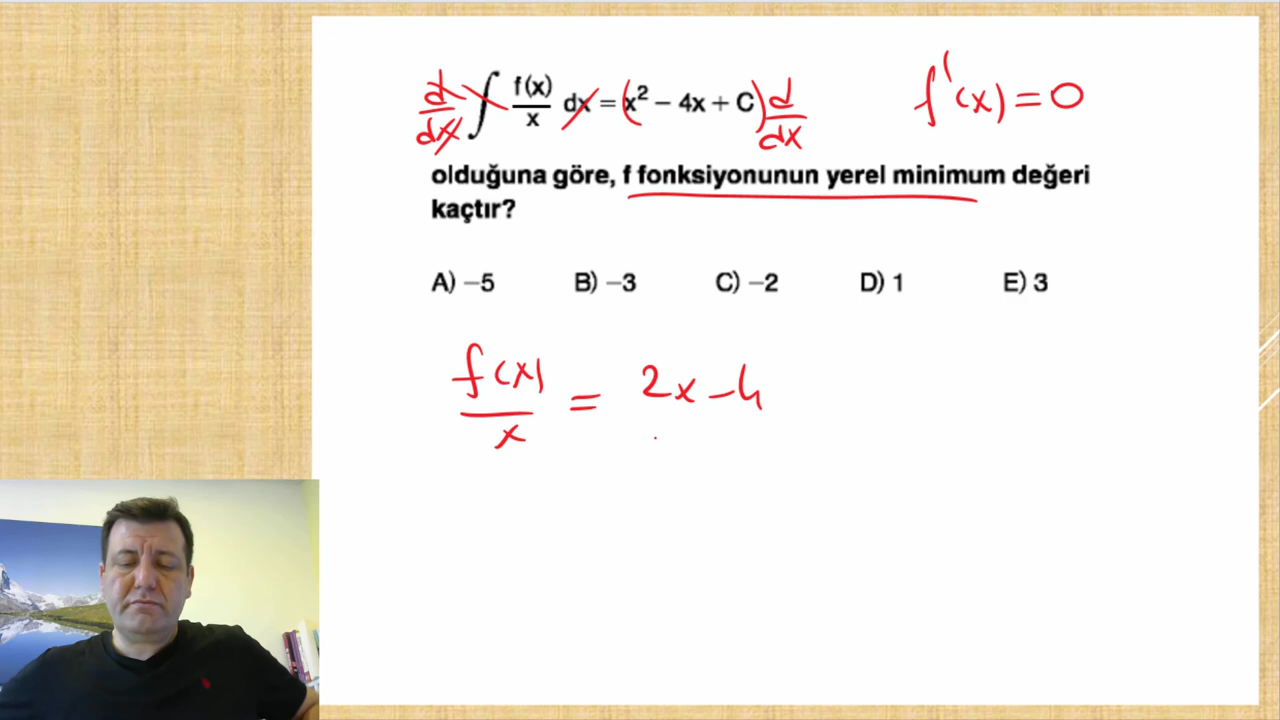 d/dx ∫ f(x)/x dx = (x² – 4x + C) d/dx
f'(x) = 0
olduğuna göre, f fonksiyonunun yerel minimum değeri
kaçtır?
A) –5 B) –3 C) –2 D) 1 E) 3
f(x)/x = 2x – 4